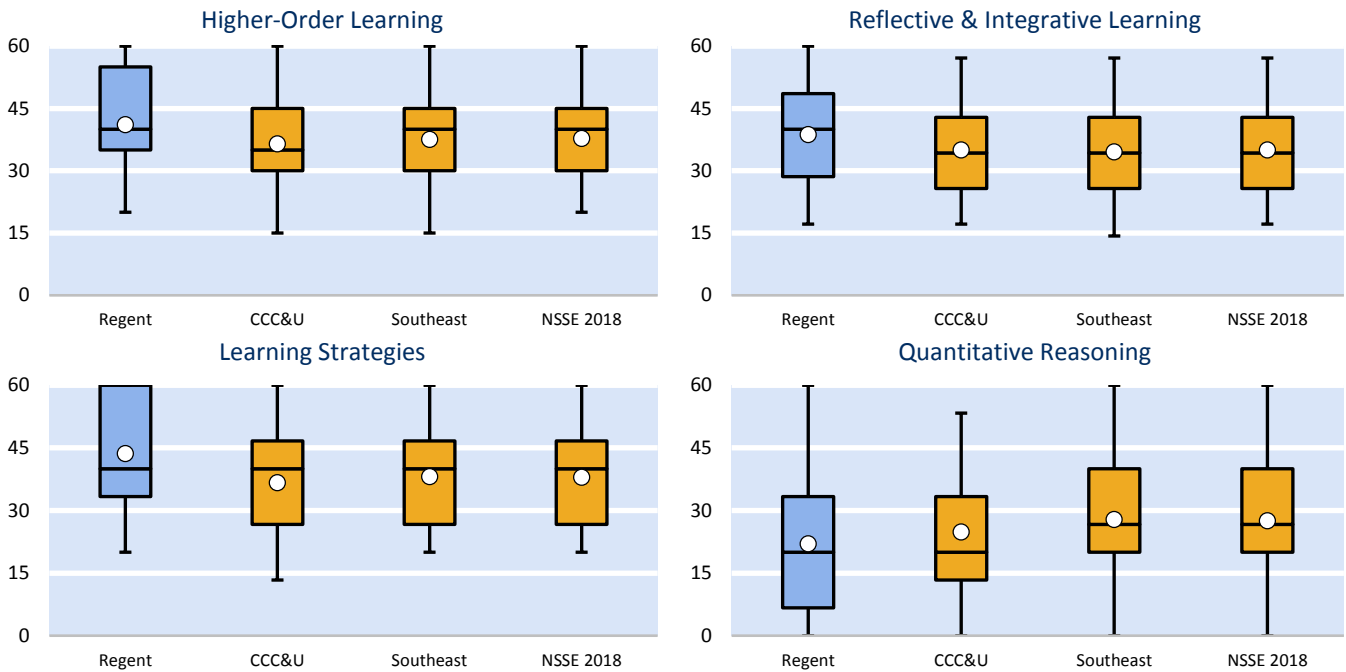 Higher-Order Learning
60
45
30
15
0
Regent CCC&U Southeast NSSE 2018
Reflective & Integrative Learning
60
45
30
15
0
Regent CCC&U Southeast NSSE 2018
Learning Strategies
60
45
30
15
0
Regent CCC&U Southeast NSSE 2018
Quantitative Reasoning
60
45
30
15
0
Regent CCC&U Southeast NSSE 2018